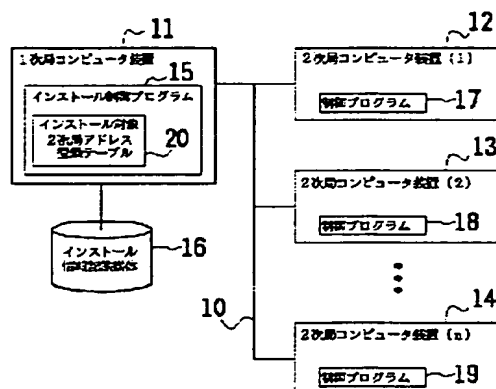 11
1次局コンピュータ装置
15
インストール制御プログラム
インストール対象
2次局アドレス
登録テーブル
20
インストール
情報記録媒体
16
10
12
2次局コンピュータ装置(1)
制御プログラム
17
13
2次局コンピュータ装置(2)
制御プログラム
18
14
2次局コンピュータ装置(n)
制御プログラム
19